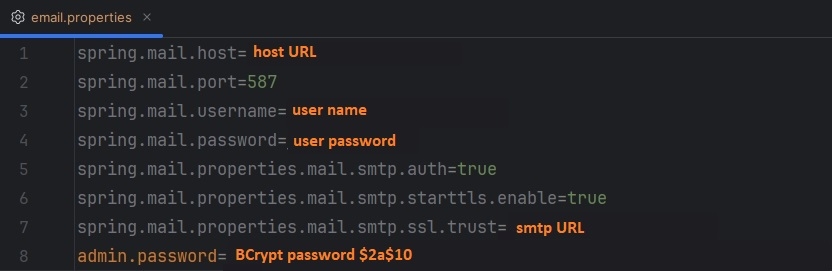 email.properties ×
1 spring.mail.host= host URL
2 spring.mail.port=587
3 spring.mail.username= user name
4 spring.mail.password= user password
5 spring.mail.properties.mail.smtp.auth=true
6 spring.mail.properties.mail.smtp.starttls.enable=true
7 spring.mail.properties.mail.smtp.ssl.trust= smtp URL
8 admin.password= BCrypt password $2a$10